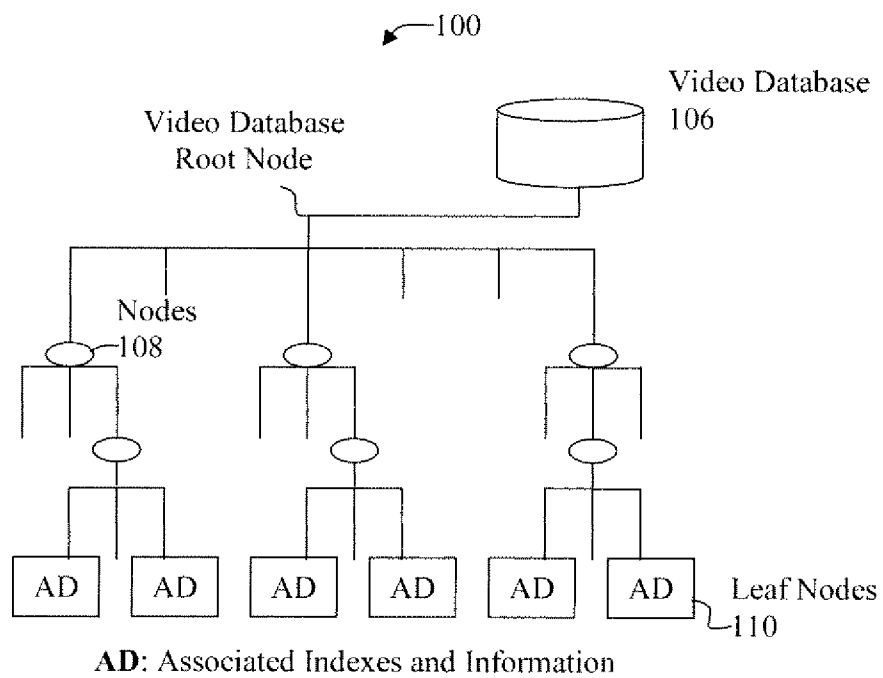 100
Video Database
106
Video Database
Root Node
Nodes
108
AD
AD
AD
AD
AD
AD
Leaf Nodes
110
AD: Associated Indexes and Information